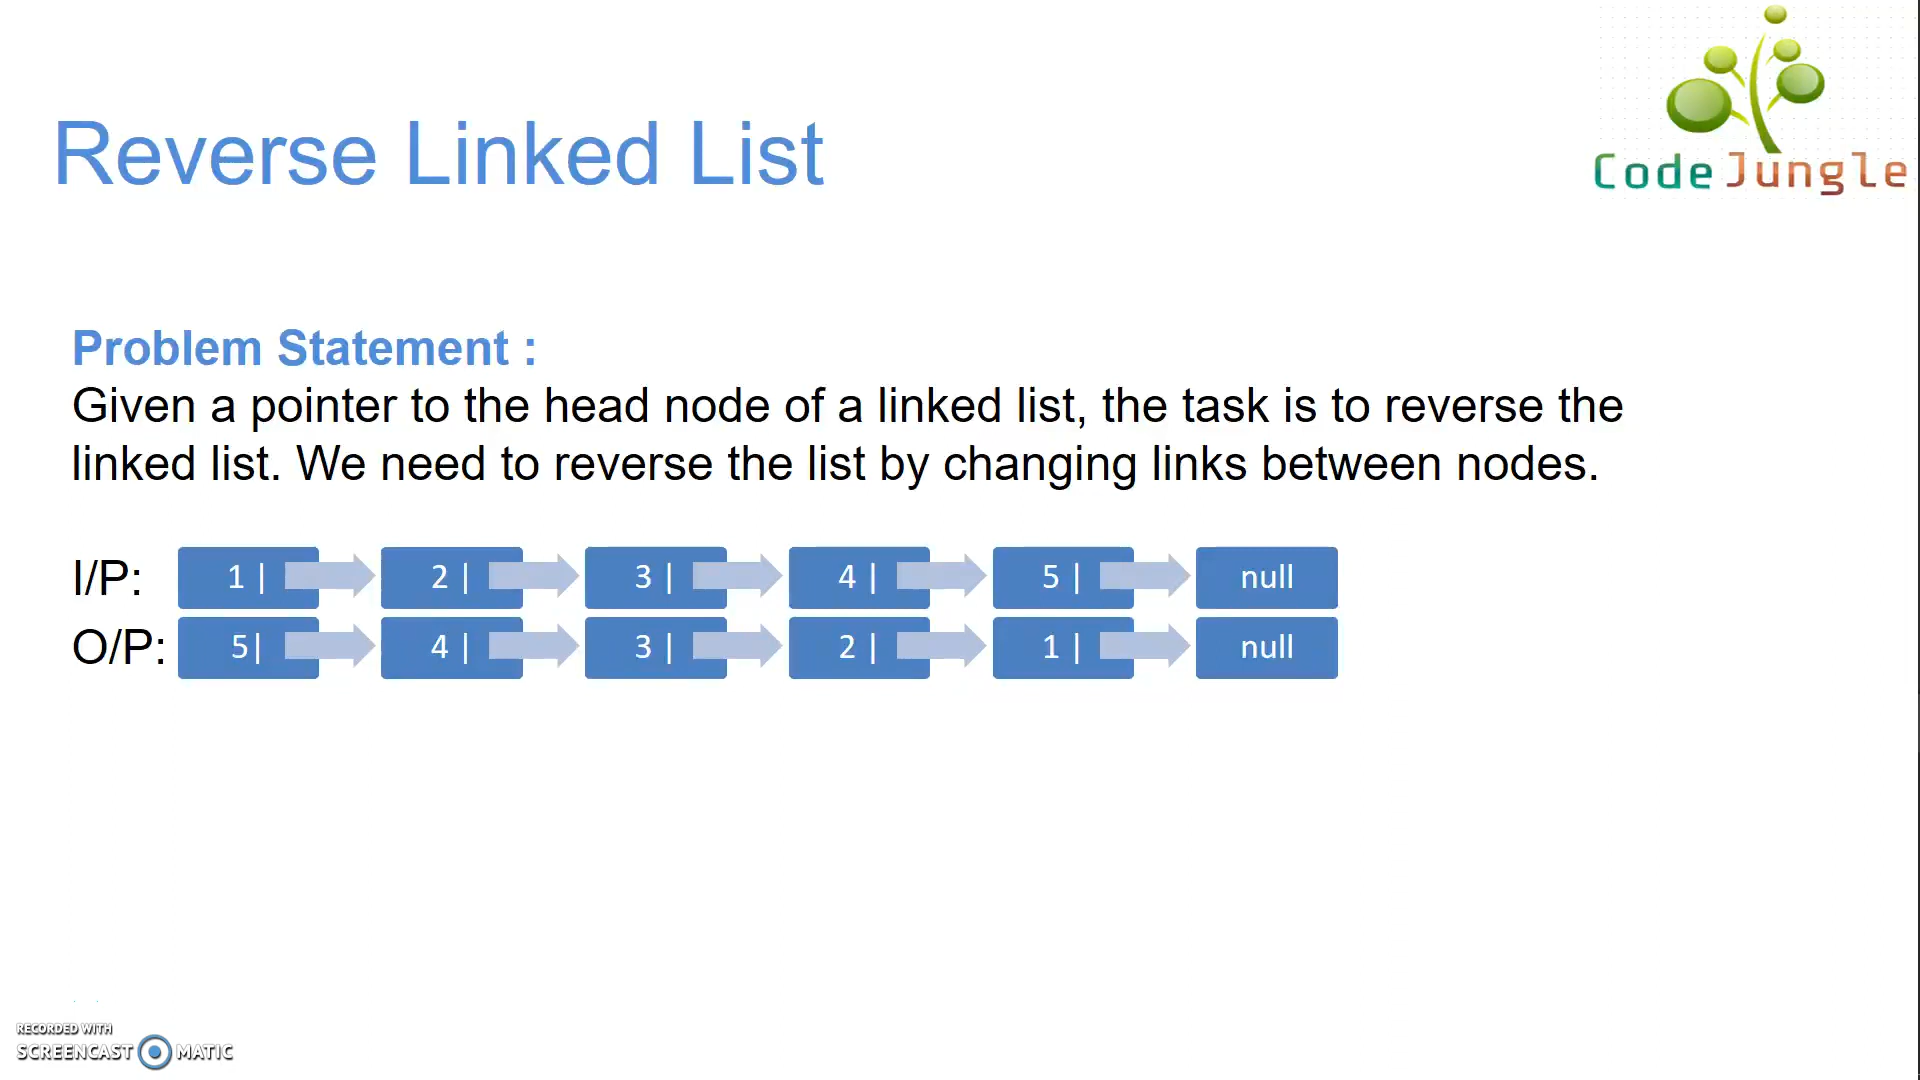 Code Jungle
Reverse Linked List
Problem Statement :
Given a pointer to the head node of a linked list, the task is to reverse the
linked list. We need to reverse the list by changing links between nodes.
I/P: 1 | 2 | 3 | 4 | 5 | null
O/P: 5| 4 | 3 | 2 | 1 | null
RECORDED WITH
SCREENCAST MATIC